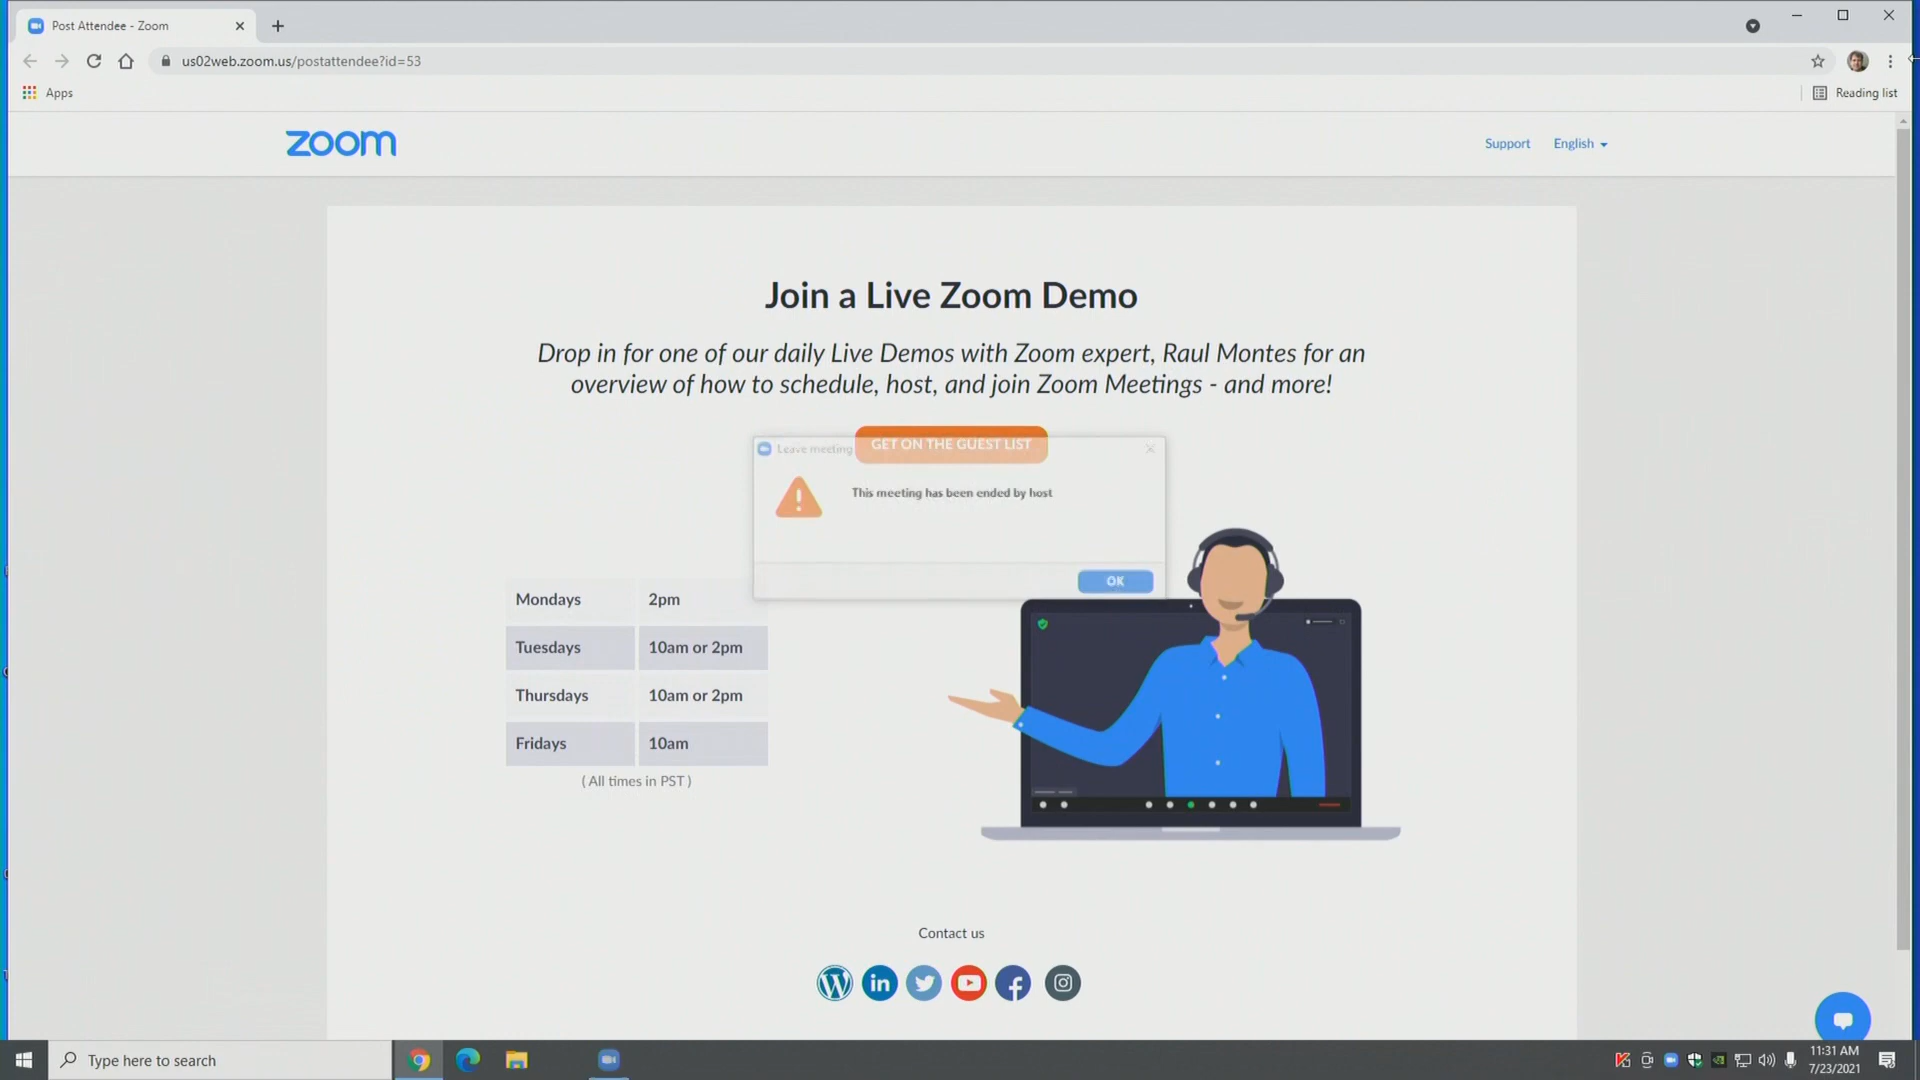 Post Attendee - Zoom
us02web.zoom.us/postattendee?id=53
Apps
Reading list
zoom
Support
English
Join a Live Zoom Demo
Drop in for one of our daily Live Demos with Zoom expert, Raul Montes for an
overview of how to schedule, host, and join Zoom Meetings - and more!
GET ON THE GUEST LIST
Leave meeting
This meeting has been ended by host
OK
Mondays 2pm
Tuesdays 10am or 2pm
Thursdays 10am or 2pm
Fridays 10am
( All times in PST )
Contact us
Type here to search
11:31 AM
7/23/2021